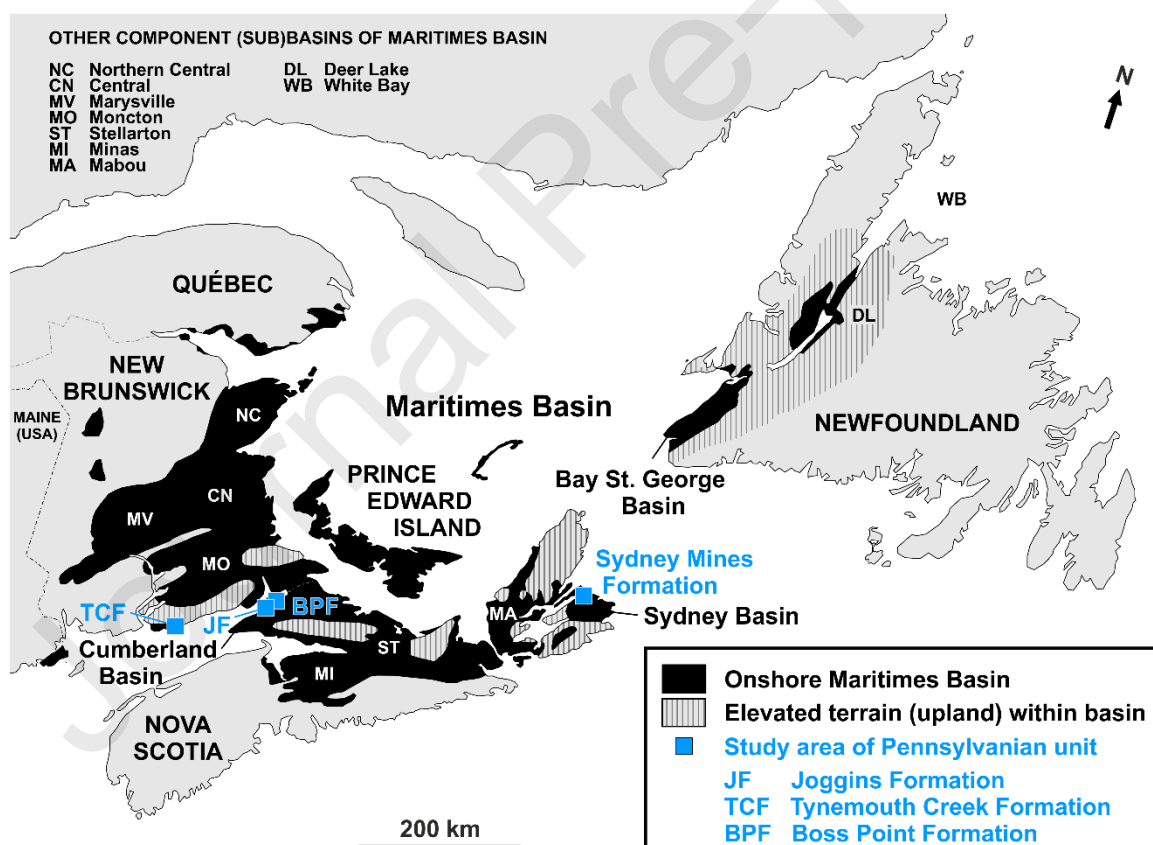 OTHER COMPONENT (SUB)BASINS OF MARITIMES BASIN
NC Northern Central
CN Central
MV Marysville
MO Moncton
ST Stellarton
MI Minas
MA Mabou
DL Deer Lake
WB White Bay
N
WB
QUÉBEC
DL
NEW
BRUNSWICK
MAINE
(USA)
NC
Maritimes Basin
NEWFOUNDLAND
Bay St. George
Basin
PRINCE
EDWARD
ISLAND
CN
MV
MO
Sydney Mines
Formation
MA
Sydney Basin
TCF
JF
BPF
Cumberland
Basin
ST
MI
NOVA
SCOTIA
Onshore Maritimes Basin
Elevated terrain (upland) within basin
Study area of Pennsylvanian unit
JF Joggins Formation
TCF Tynemouth Creek Formation
BPF Boss Point Formation
200 km
Journal Pre-